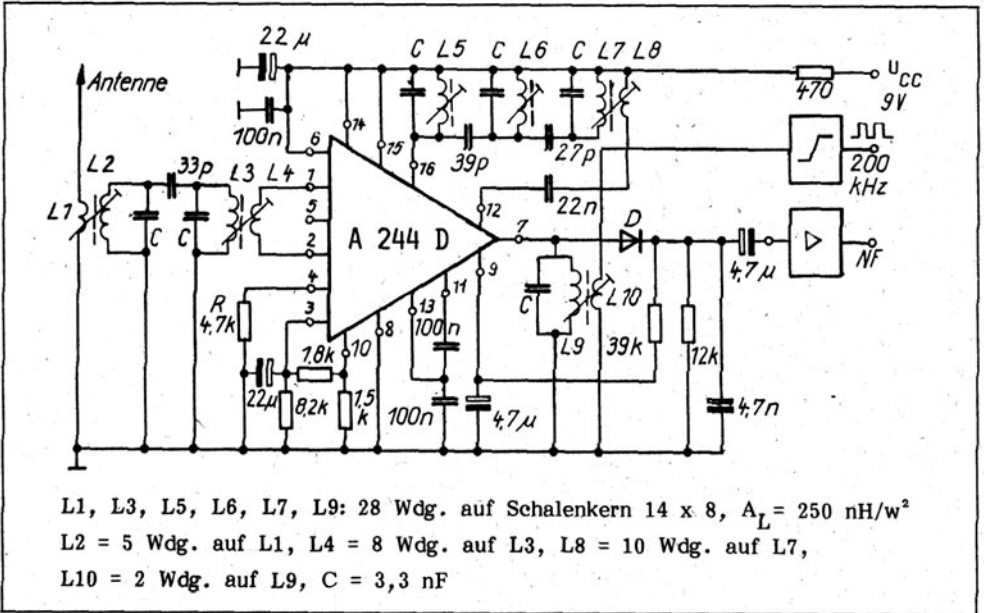 22 μ
C L5 C L6 C L7 L8
Antenne
470
U_CC
9V
100n
14
15
16
6
39p
27p
200
kHz
L2
33p
L3 L4
1
5
2
4
3
12
22n
L1
C
C
A 244 D
7
D
4,7μ
NF
9
11
13
8
10
R
4,7k
100n
C
L10
L9
39k
12k
1,8k
22μ
8,2k
1,5
k
100n
4,7μ
4,7n
L1, L3, L5, L6, L7, L9: 28 Wdg. auf Schalenkern 14 x 8, A_L = 250 nH/w²
L2 = 5 Wdg. auf L1, L4 = 8 Wdg. auf L3, L8 = 10 Wdg. auf L7,
L10 = 2 Wdg. auf L9, C = 3,3 nF